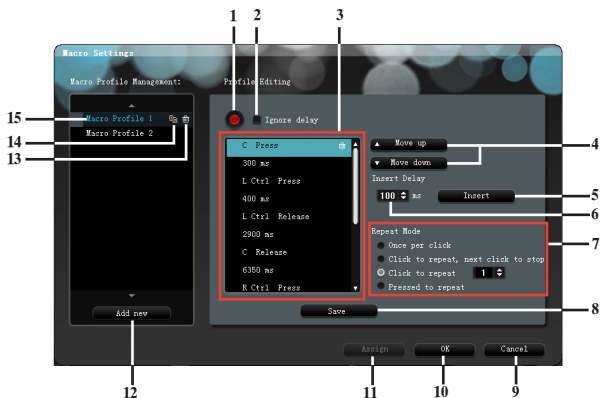 1 2 3
Macro Settings
Macro Profile Management: Profile Editing
Ignore delay
15 Macro Profile 1
14 Macro Profile 2
13
C Press
300 ms
L Ctrl Press
400 ms
L Ctrl Release
2900 ms
C Release
6350 ms
R Ctrl Press
Move up 4
Move down
Insert Delay
100 ms Insert 5
6
Repeat Mode
Once per click 7
Click to repeat, next click to stop
Click to repeat 1
Pressed to repeat
Add new Save 8
Assign OK Cancel
12 11 10 9